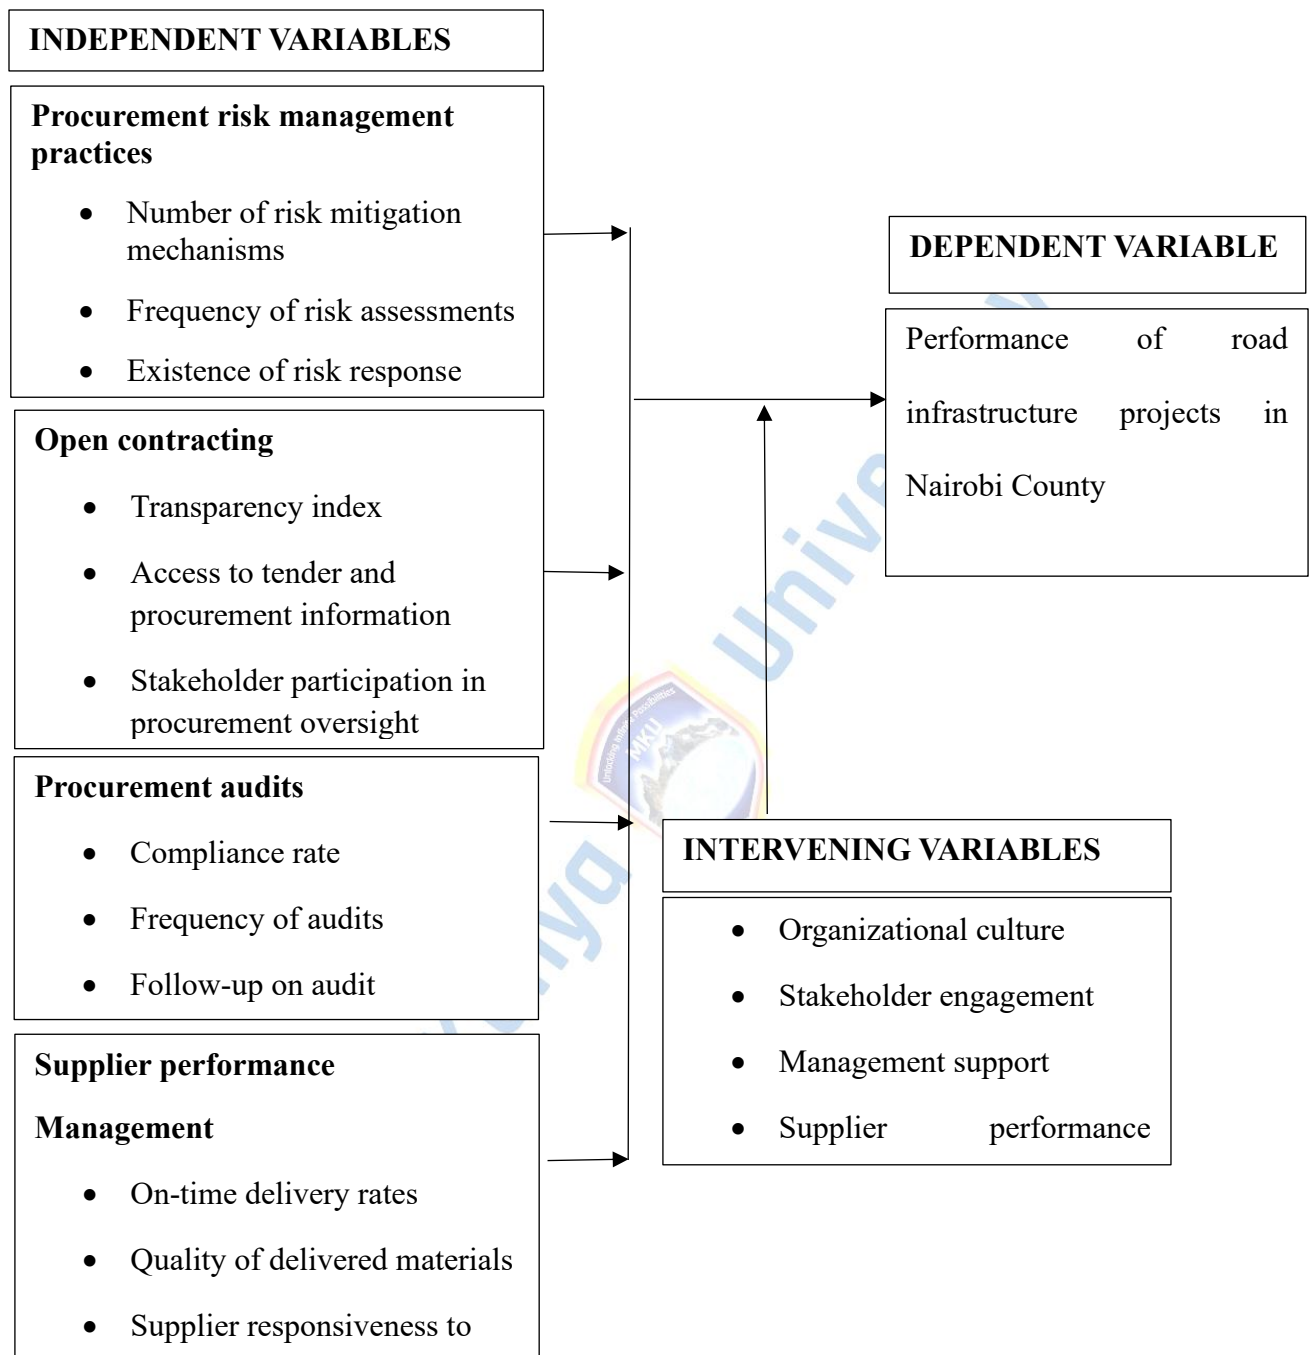 INDEPENDENT VARIABLES
Procurement risk management
practices
• Number of risk mitigation
mechanisms
• Frequency of risk assessments
• Existence of risk response
Open contracting
• Transparency index
• Access to tender and
procurement information
• Stakeholder participation in
procurement oversight
Procurement audits
• Compliance rate
• Frequency of audits
• Follow-up on audit
Supplier performance
Management
• On-time delivery rates
• Quality of delivered materials
• Supplier responsiveness to
DEPENDENT VARIABLE
Performance of road
infrastructure projects in
Nairobi County
INTERVENING VARIABLES
• Organizational culture
• Stakeholder engagement
• Management support
• Supplier performance
Unlocking Infinite Possibilities
MKU